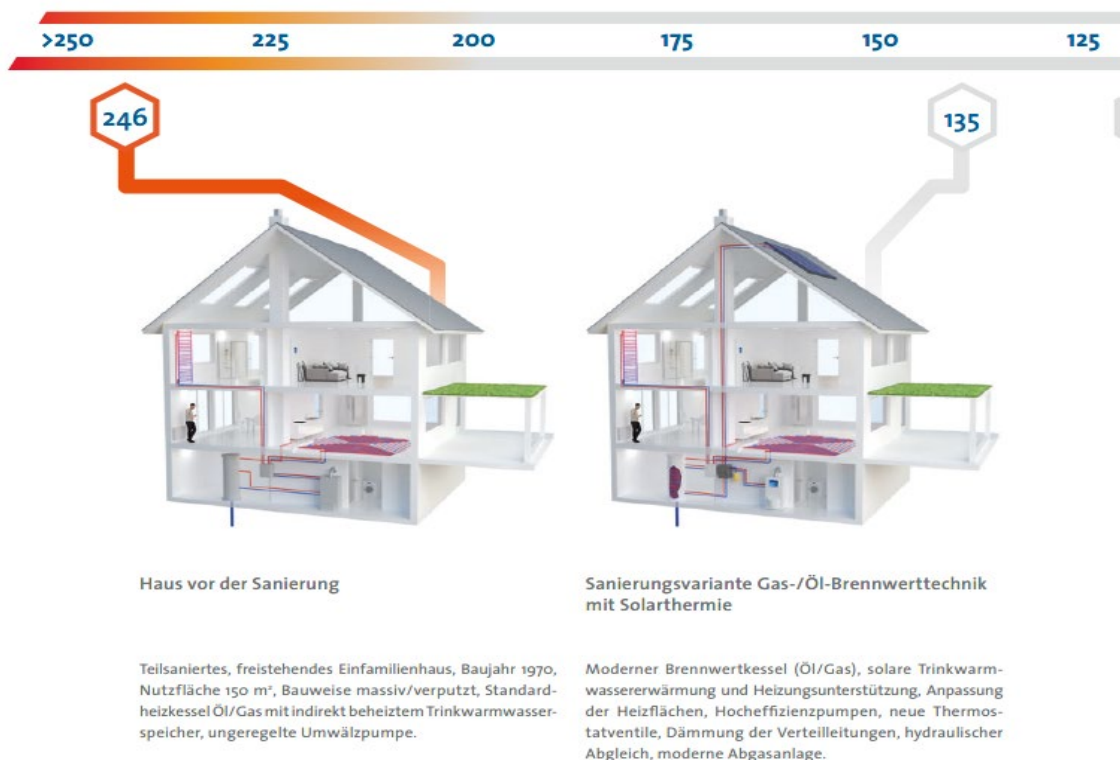 >250 225 200 175 150 125
246 135
Haus vor der Sanierung
Teilsaniertes, freistehendes Einfamilienhaus, Baujahr 1970,
Nutzfläche 150 m², Bauweise massiv/verputzt, Standard-
heizkessel Öl/Gas mit indirekt beheiztem Trinkwarmwasser-
speicher, ungeregelte Umwälzpumpe.
Sanierungsvariante Gas-/Öl-Brennwerttechnik
mit Solarthermie
Moderner Brennwertkessel (Öl/Gas), solare Trinkwarm-
wassererwärmung und Heizungsunterstützung, Anpassung
der Heizflächen, Hocheffizienzpumpen, neue Thermos-
tatventile, Dämmung der Verteilleitungen, hydraulischer
Abgleich, moderne Abgasanlage.